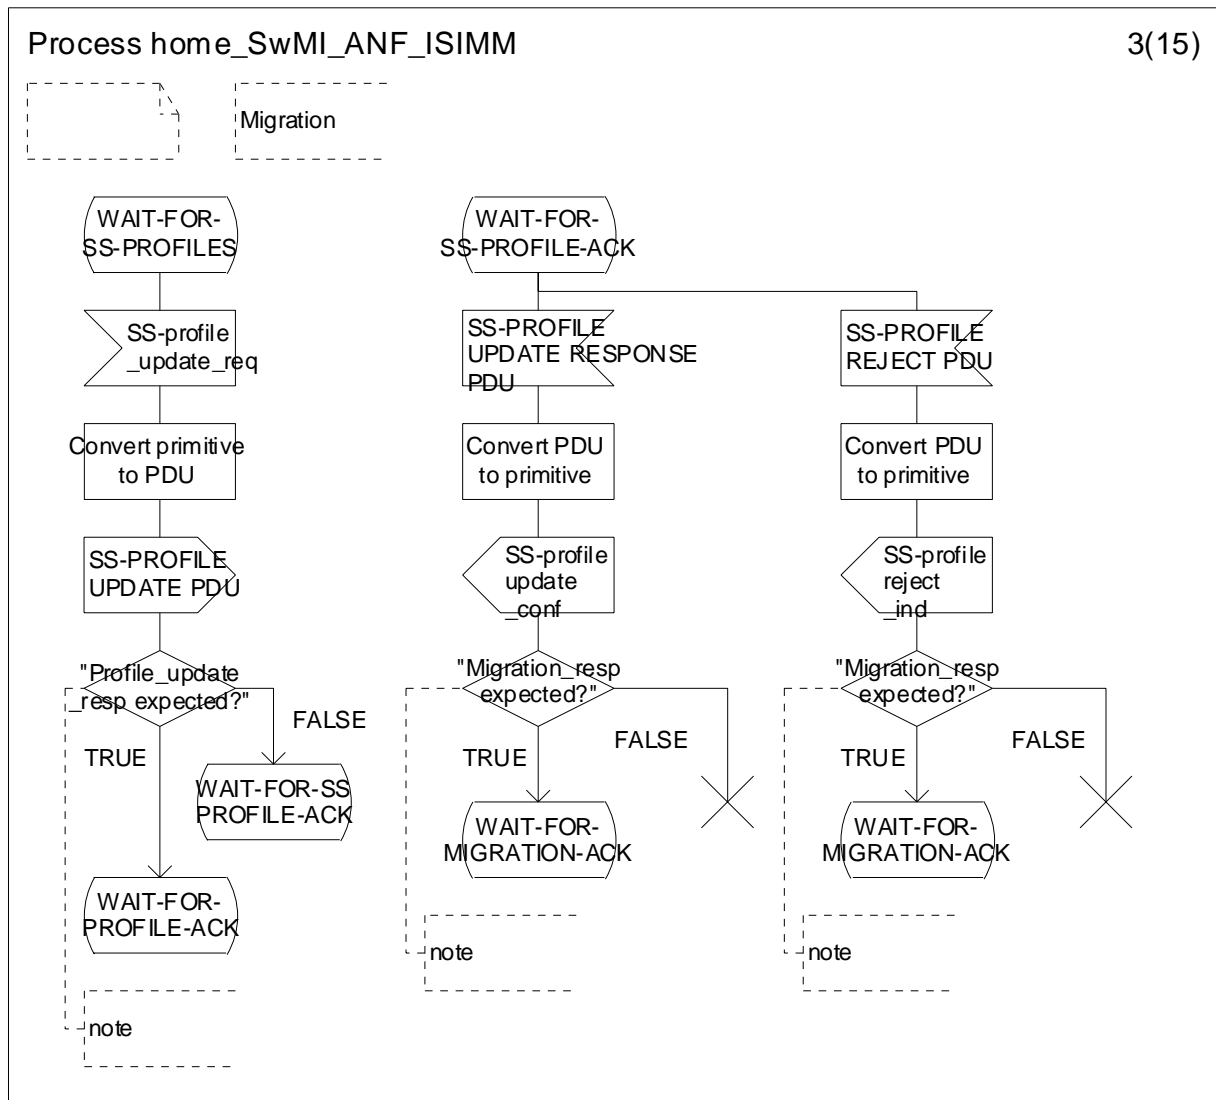 Process home_SwMI_ANF_ISIMM
3(15)
Migration
WAIT-FOR-
SS-PROFILES
SS-profile
_update_req
Convert primitive
to PDU
SS-PROFILE
UPDATE PDU
"Profile_update
_resp expected?"
FALSE
TRUE
WAIT-FOR-SS
PROFILE-ACK
WAIT-FOR-
PROFILE-ACK
note
WAIT-FOR-
SS-PROFILE-ACK
SS-PROFILE
UPDATE RESPONSE
PDU
Convert PDU
to primitive
SS-profile
update
_conf
"Migration_resp
expected?"
FALSE
TRUE
WAIT-FOR-
MIGRATION-ACK
note
SS-PROFILE
REJECT PDU
Convert PDU
to primitive
SS-profile
reject
_ind
"Migration_resp
expected?"
FALSE
TRUE
WAIT-FOR-
MIGRATION-ACK
note